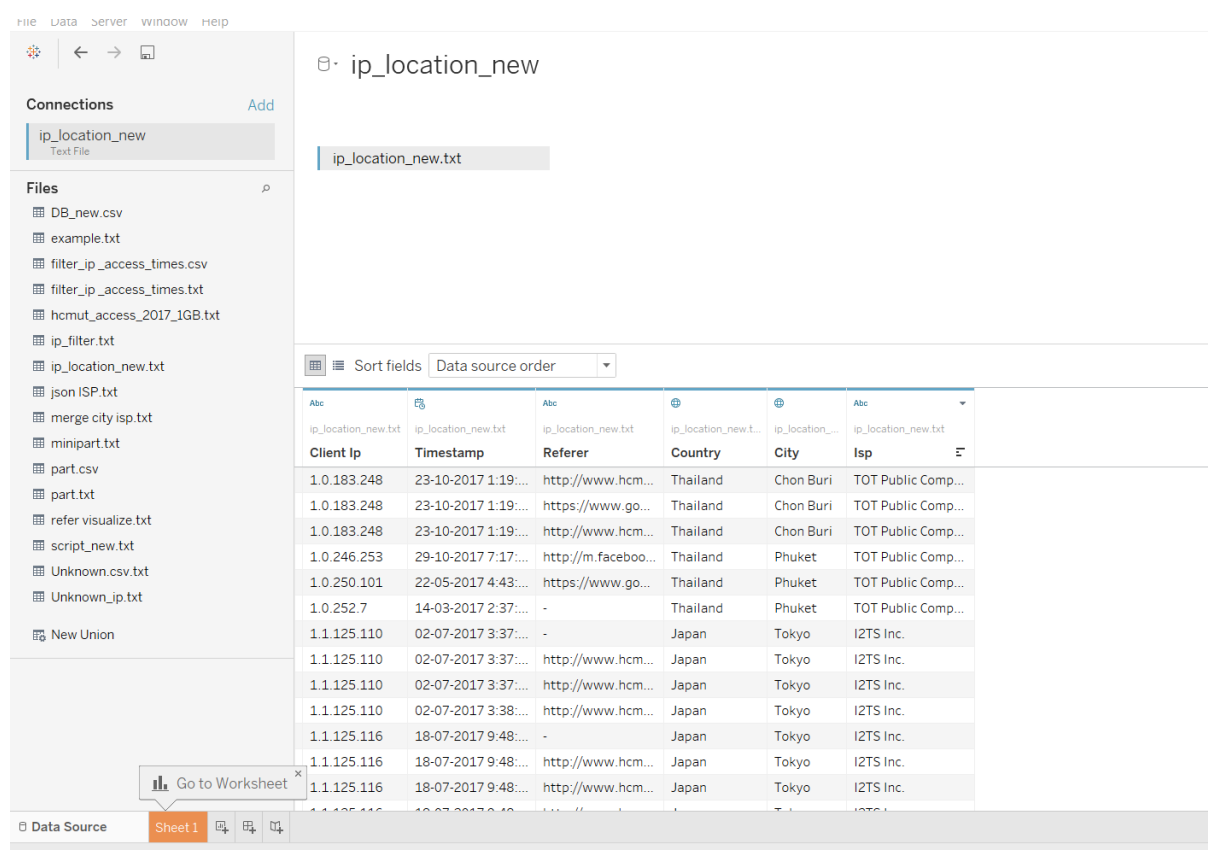 File Data Server Window Help
Connections Add
ip_location_new
Text File
Files
DB_new.csv
example.txt
filter_ip _access_times.csv
filter_ip _access_times.txt
hcmut_access_2017_1GB.txt
ip_filter.txt
ip_location_new.txt
json ISP.txt
merge city isp.txt
minipart.txt
part.csv
part.txt
refer visualize.txt
script_new.txt
Unknown.csv.txt
Unknown_ip.txt
New Union
ip_location_new
ip_location_new.txt
Sort fields Data source order
Abc Abc Abc
ip_location_new.txt ip_location_new.txt ip_location_new.txt ip_location_new.t... ip_location_... ip_location_new.txt
Client Ip Timestamp Referer Country City Isp
1.0.183.248 23-10-2017 1:19:... http://www.hcm... Thailand Chon Buri TOT Public Comp...
1.0.183.248 23-10-2017 1:19:... https://www.go... Thailand Chon Buri TOT Public Comp...
1.0.183.248 23-10-2017 1:19:... http://www.hcm... Thailand Chon Buri TOT Public Comp...
1.0.246.253 29-10-2017 7:17:... http://m.faceboo... Thailand Phuket TOT Public Comp...
1.0.250.101 22-05-2017 4:43:... https://www.go... Thailand Phuket TOT Public Comp...
1.0.252.7 14-03-2017 2:37:... - Thailand Phuket TOT Public Comp...
1.1.125.110 02-07-2017 3:37:... - Japan Tokyo I2TS Inc.
1.1.125.110 02-07-2017 3:37:... http://www.hcm... Japan Tokyo I2TS Inc.
1.1.125.110 02-07-2017 3:37:... http://www.hcm... Japan Tokyo I2TS Inc.
1.1.125.110 02-07-2017 3:38:... http://www.hcm... Japan Tokyo I2TS Inc.
1.1.125.116 18-07-2017 9:48:... - Japan Tokyo I2TS Inc.
1.1.125.116 18-07-2017 9:48:... http://www.hcm... Japan Tokyo I2TS Inc.
1.1.125.116 18-07-2017 9:48:... http://www.hcm... Japan Tokyo I2TS Inc.
Go to Worksheet
Data Source Sheet 1